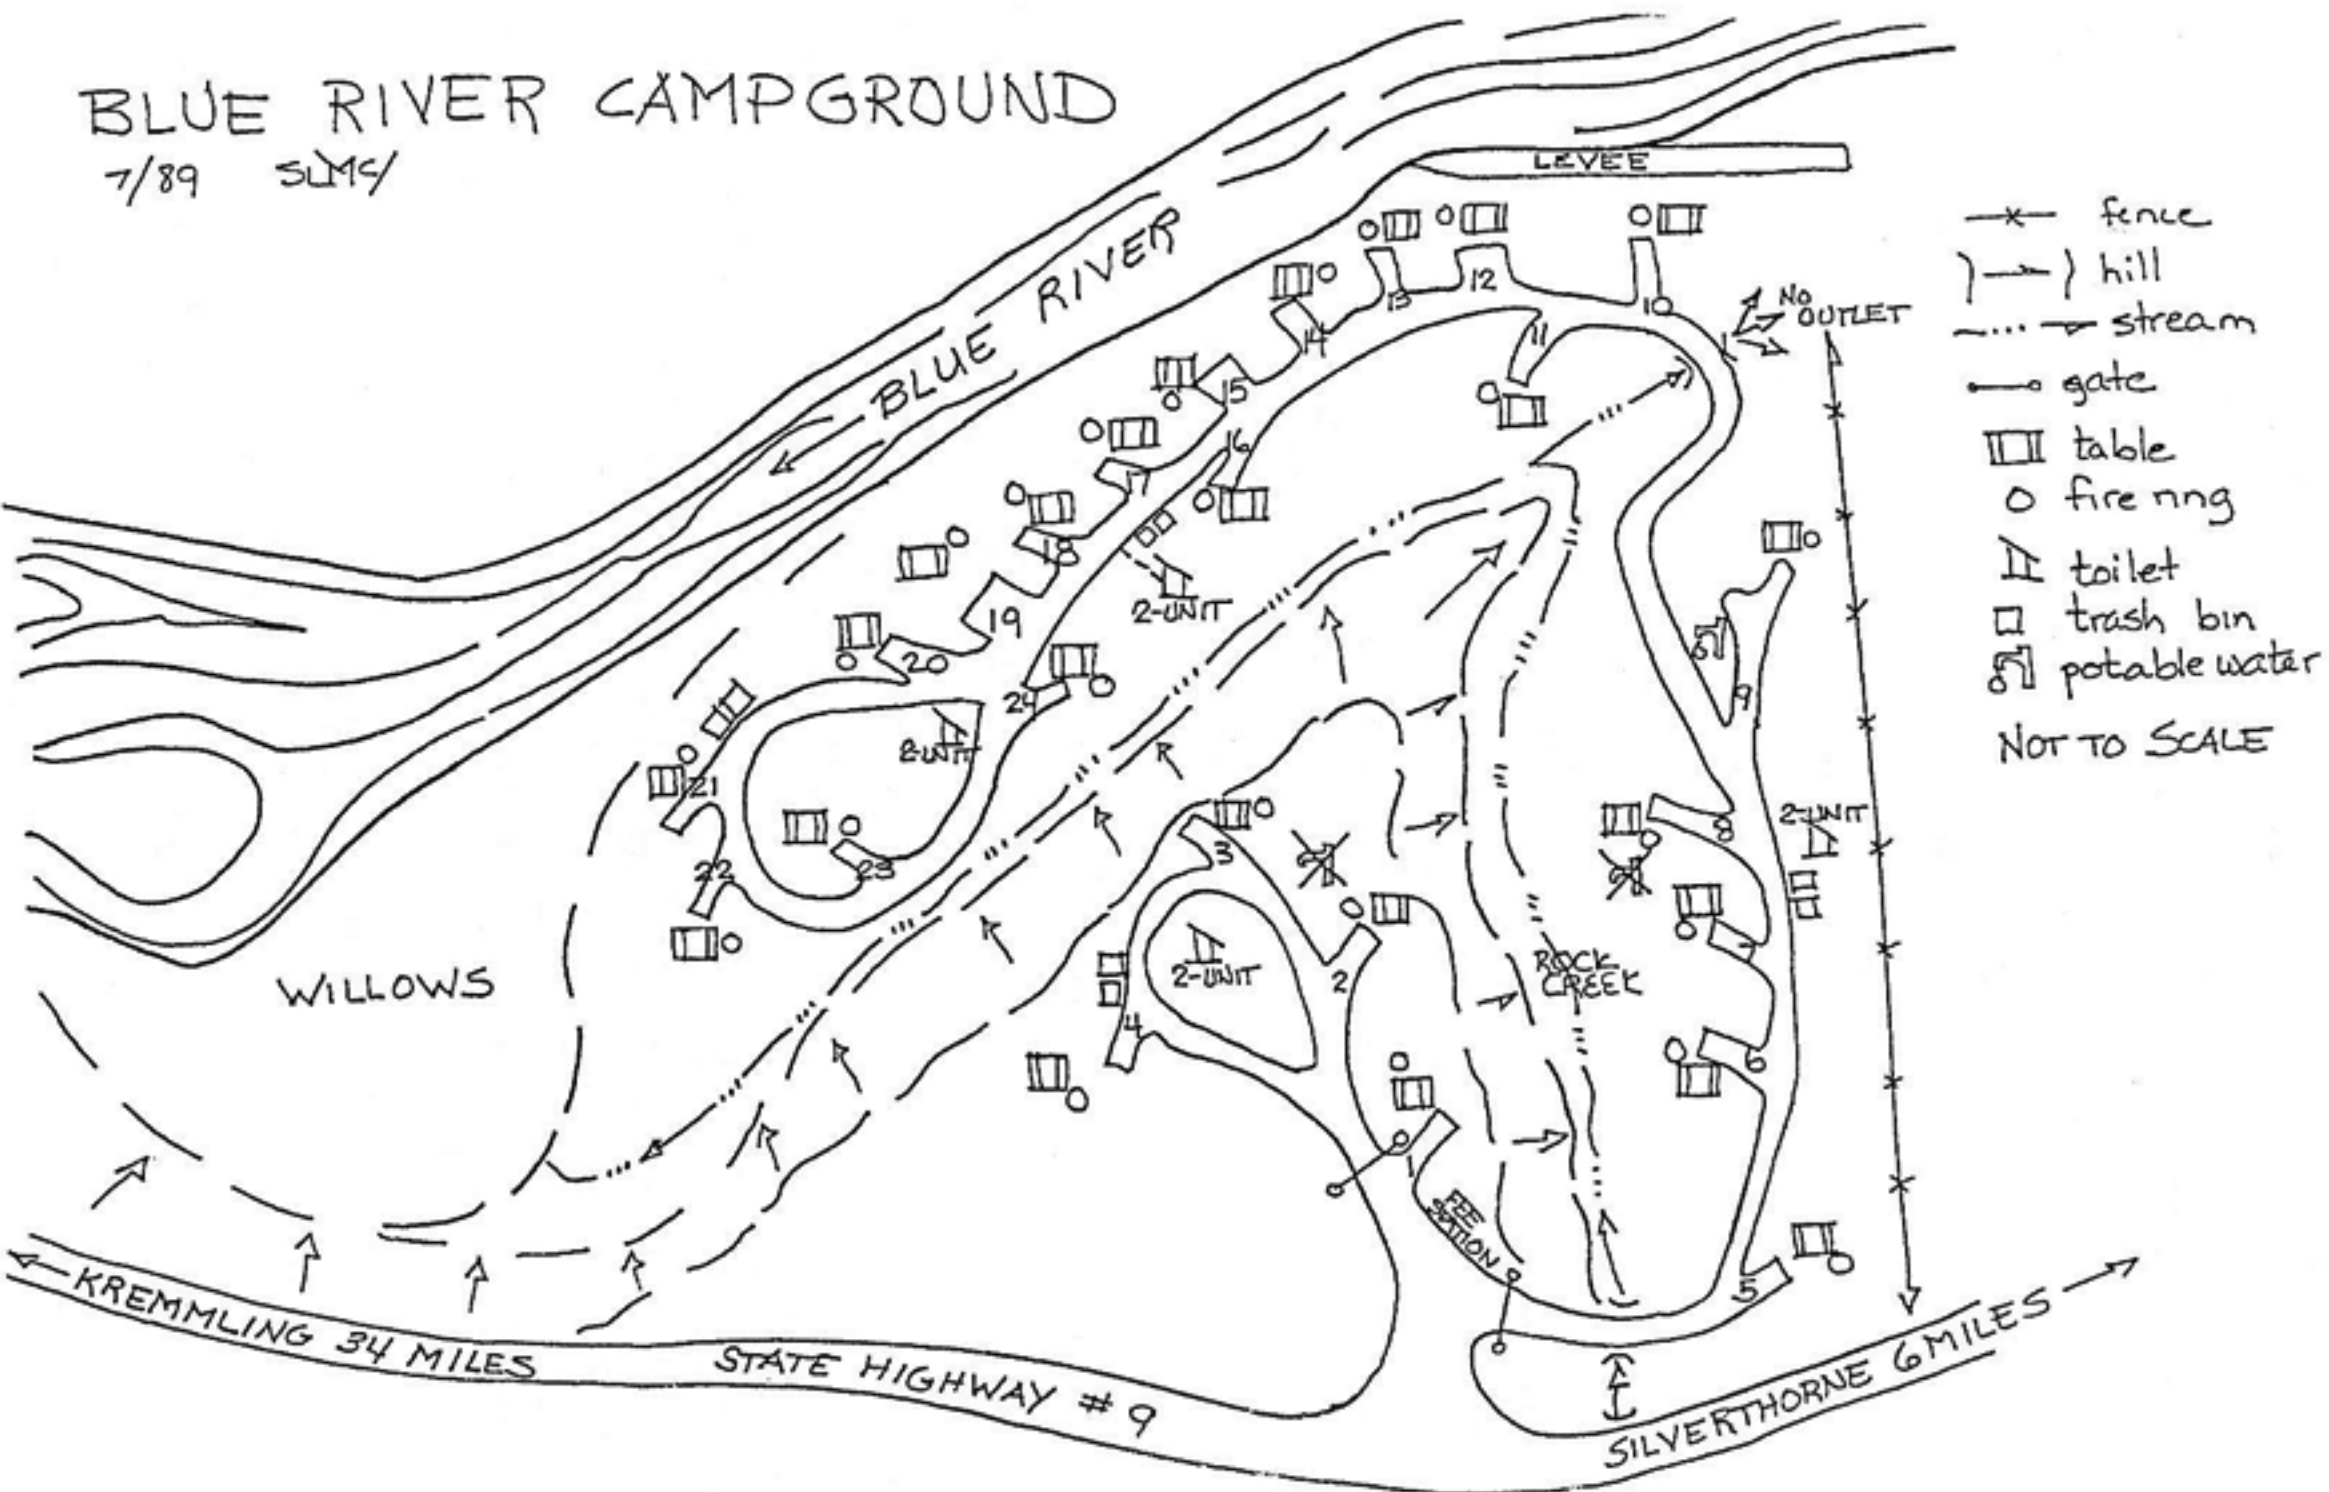 BLUE RIVER CAMPGROUND
7/89 SLMC/
LEVEE
BLUE RIVER
fence
hill
stream
gate
table
fire ring
toilet
trash bin
potable water
NOT TO SCALE
NO
OUTLET
10
11
12
13
14
15
16
17
18
19
20
21
22
23
24
2-UNIT
2-UNIT
9
8
2-UNIT
7
6
5
3
2
2-UNIT
4
1
ROCK
CREEK
WILLOWS
FEE
STATION
KREMMLING 34 MILES
STATE HIGHWAY # 9
SILVERTHORNE 6 MILES